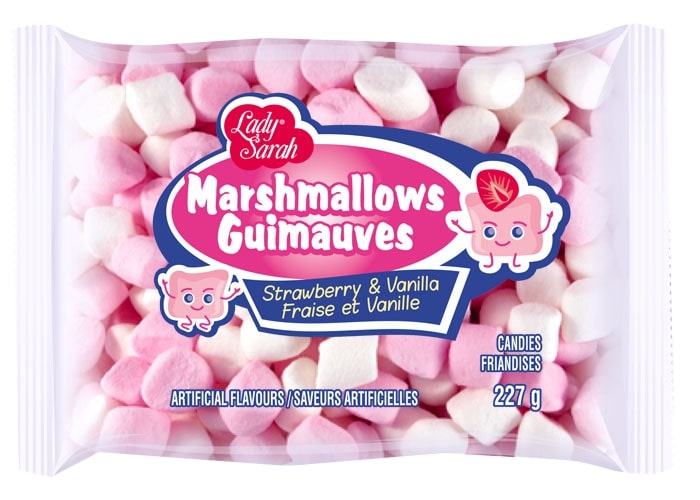 Lady®
Sarah
Marshmallows
Guimauves
Strawberry & Vanilla
Fraise et Vanille
CANDIES
FRIANDISES
ARTIFICIAL FLAVOURS/SAVEURS ARTIFICIELLES
227 g